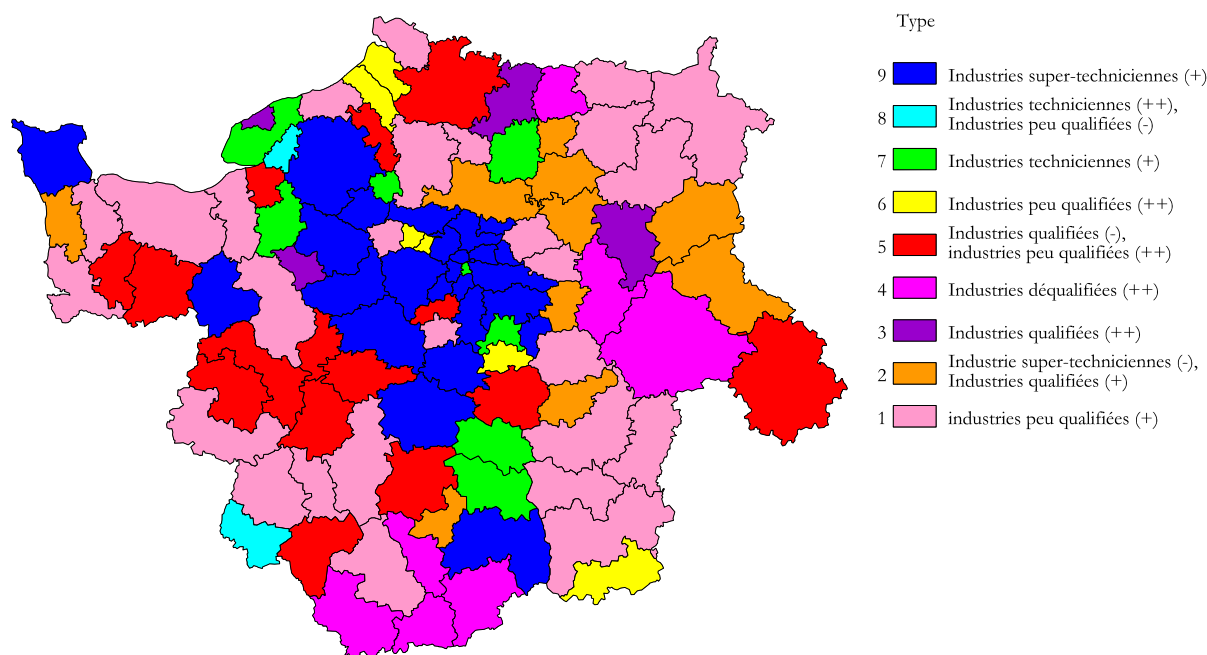 Type
9 Industries super-techniciennes (+)
8 Industries techniciennes (++),
Industries peu qualifiées (-)
7 Industries techniciennes (+)
6 Industries peu qualifiées (++)
5 Industries qualifiées (-),
industries peu qualifiées (++)
4 Industries déqualifiées (++)
3 Industries qualifiées (++)
2 Industrie super-techniciennes (-),
Industries qualifiées (+)
1 industries peu qualifiées (+)